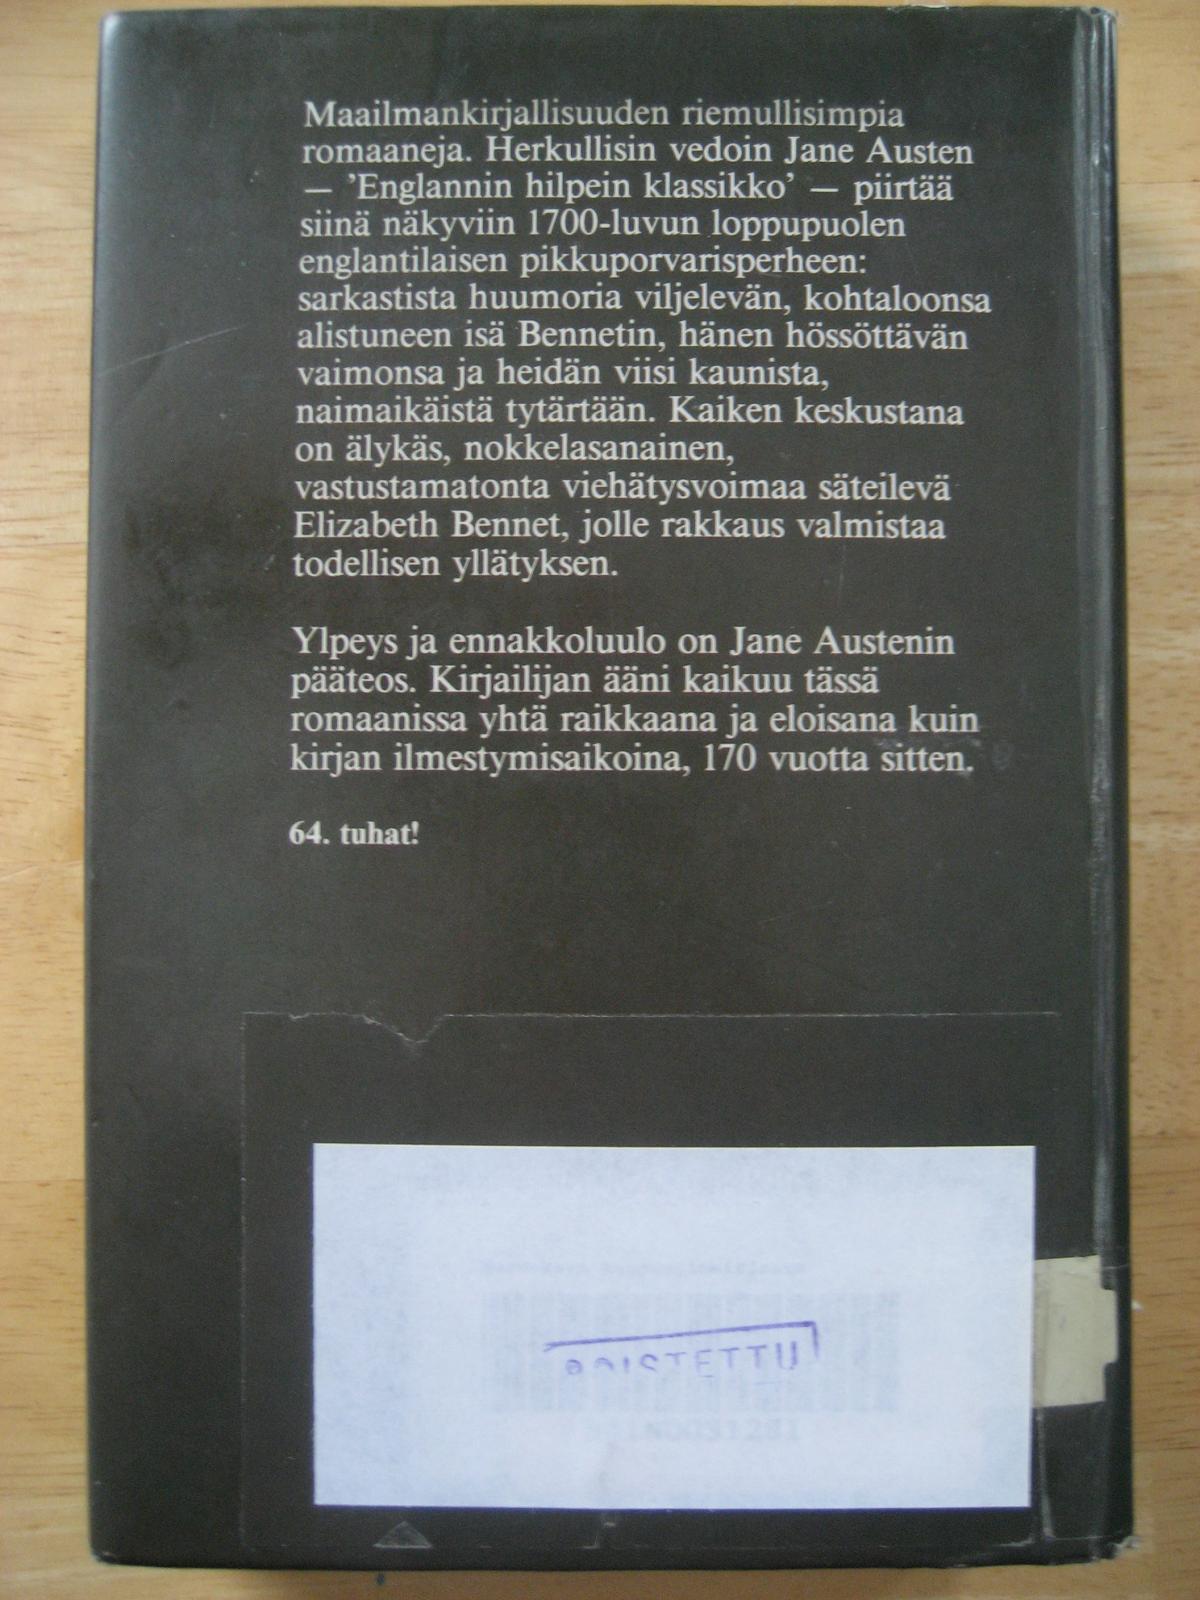 Maailmankirjallisuuden riemullisimpia
romaaneja. Herkullisin vedoin Jane Austen
— ’Englannin hilpein klassikko’ — piirtää
siinä näkyviin 1700-luvun loppupuolen
englantilaisen pikkuporvarisperheen:
sarkastista huumoria viljelevän, kohtaloonsa
alistuneen isä Bennetin, hänen hössöttävän
vaimonsa ja heidän viisi kaunista,
naimaikäistä tytärtään. Kaiken keskustana
on älykäs, nokkelasanainen,
vastustamatonta viehätysvoimaa säteilevä
Elizabeth Bennet, jolle rakkaus valmistaa
todellisen yllätyksen.
Ylpeys ja ennakkoluulo on Jane Austenin
pääteos. Kirjailijan ääni kaikuu tässä
romaanissa yhtä raikkaana ja eloisana kuin
kirjan ilmestymisaikoina, 170 vuotta sitten.
64. tuhat!
POISTETTU